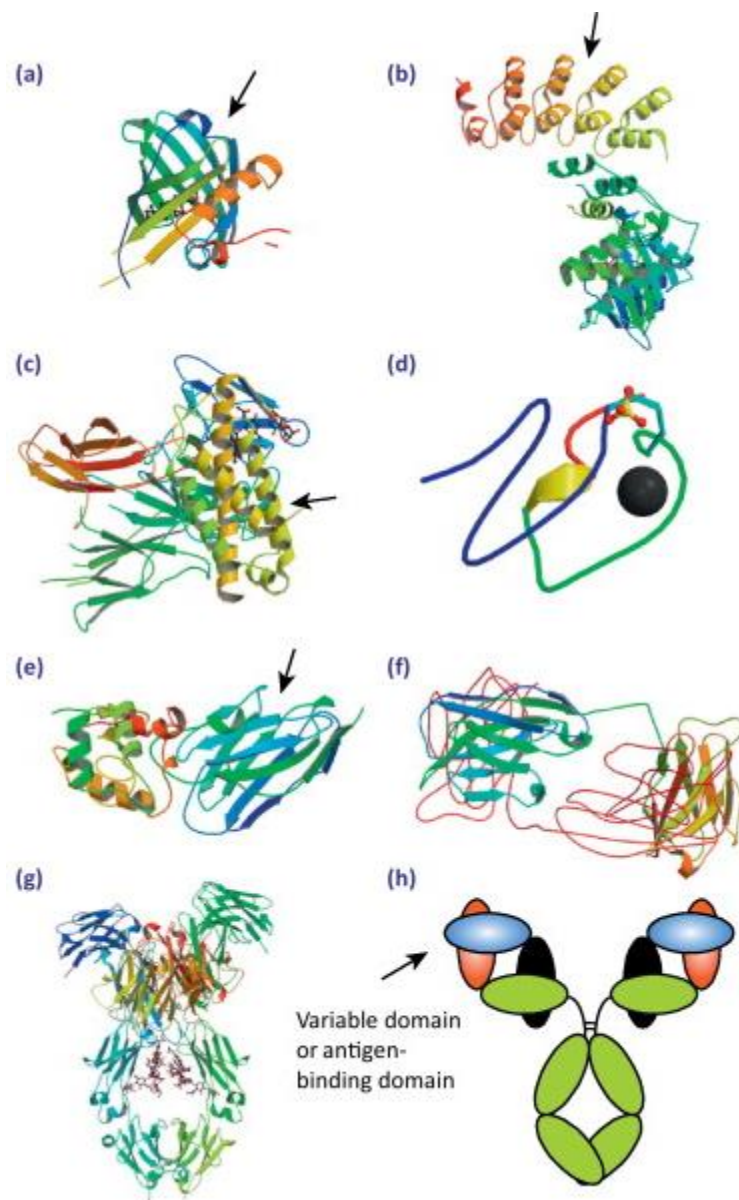 (a)
(b)
(c)
(d)
(e)
(f)
(g)
(h)
Variable domain
or antigen-
binding domain